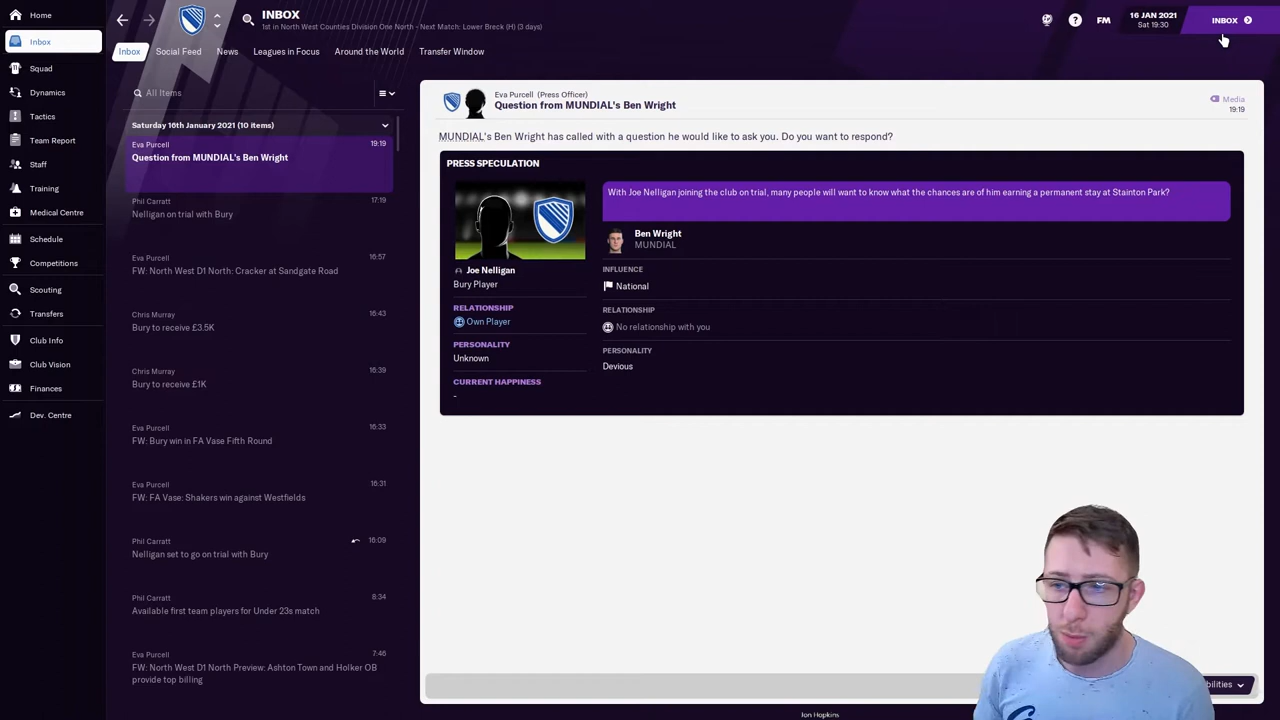 Home
Inbox
Squad
Dynamics
Tactics
Team Report
Staff
Training
Medical Centre
Schedule
Competitions
Scouting
Transfers
Club Info
Club Vision
Finances
Dev. Centre
INBOX
1st in North West Counties Division One North - Next Match: Lower Breck (H) (3 days)
FM
16 JAN 2021
Sat 19:30
INBOX
Inbox
Social Feed
News
Leagues in Focus
Around the World
Transfer Window
All Items
Saturday 16th January 2021 (10 items)
Eva Purcell 19:19
Question from MUNDIAL's Ben Wright
Phil Carratt 17:19
Nelligan on trial with Bury
Eva Purcell 16:57
FW: North West D1 North: Cracker at Sandgate Road
Chris Murray 16:43
Bury to receive £3.5K
Chris Murray 16:39
Bury to receive £1K
Eva Purcell 16:33
FW: Bury win in FA Vase Fifth Round
Eva Purcell 16:31
FW: FA Vase: Shakers win against Westfields
Phil Carratt 16:09
Nelligan set to go on trial with Bury
Phil Carratt 8:34
Available first team players for Under 23s match
Eva Purcell 7:46
FW: North West D1 North Preview: Ashton Town and Holker OB
provide top billing
Eva Purcell (Press Officer)
Question from MUNDIAL's Ben Wright
Media
19:19
MUNDIAL's Ben Wright has called with a question he would like to ask you. Do you want to respond?
PRESS SPECULATION
With Joe Nelligan joining the club on trial, many people will want to know what the chances are of him earning a permanent stay at Stainton Park?
Joe Nelligan
Bury Player
RELATIONSHIP
Own Player
PERSONALITY
Unknown
CURRENT HAPPINESS
-
Ben Wright
MUNDIAL
INFLUENCE
National
RELATIONSHIP
No relationship with you
PERSONALITY
Devious
bilities
Jon Hopkins